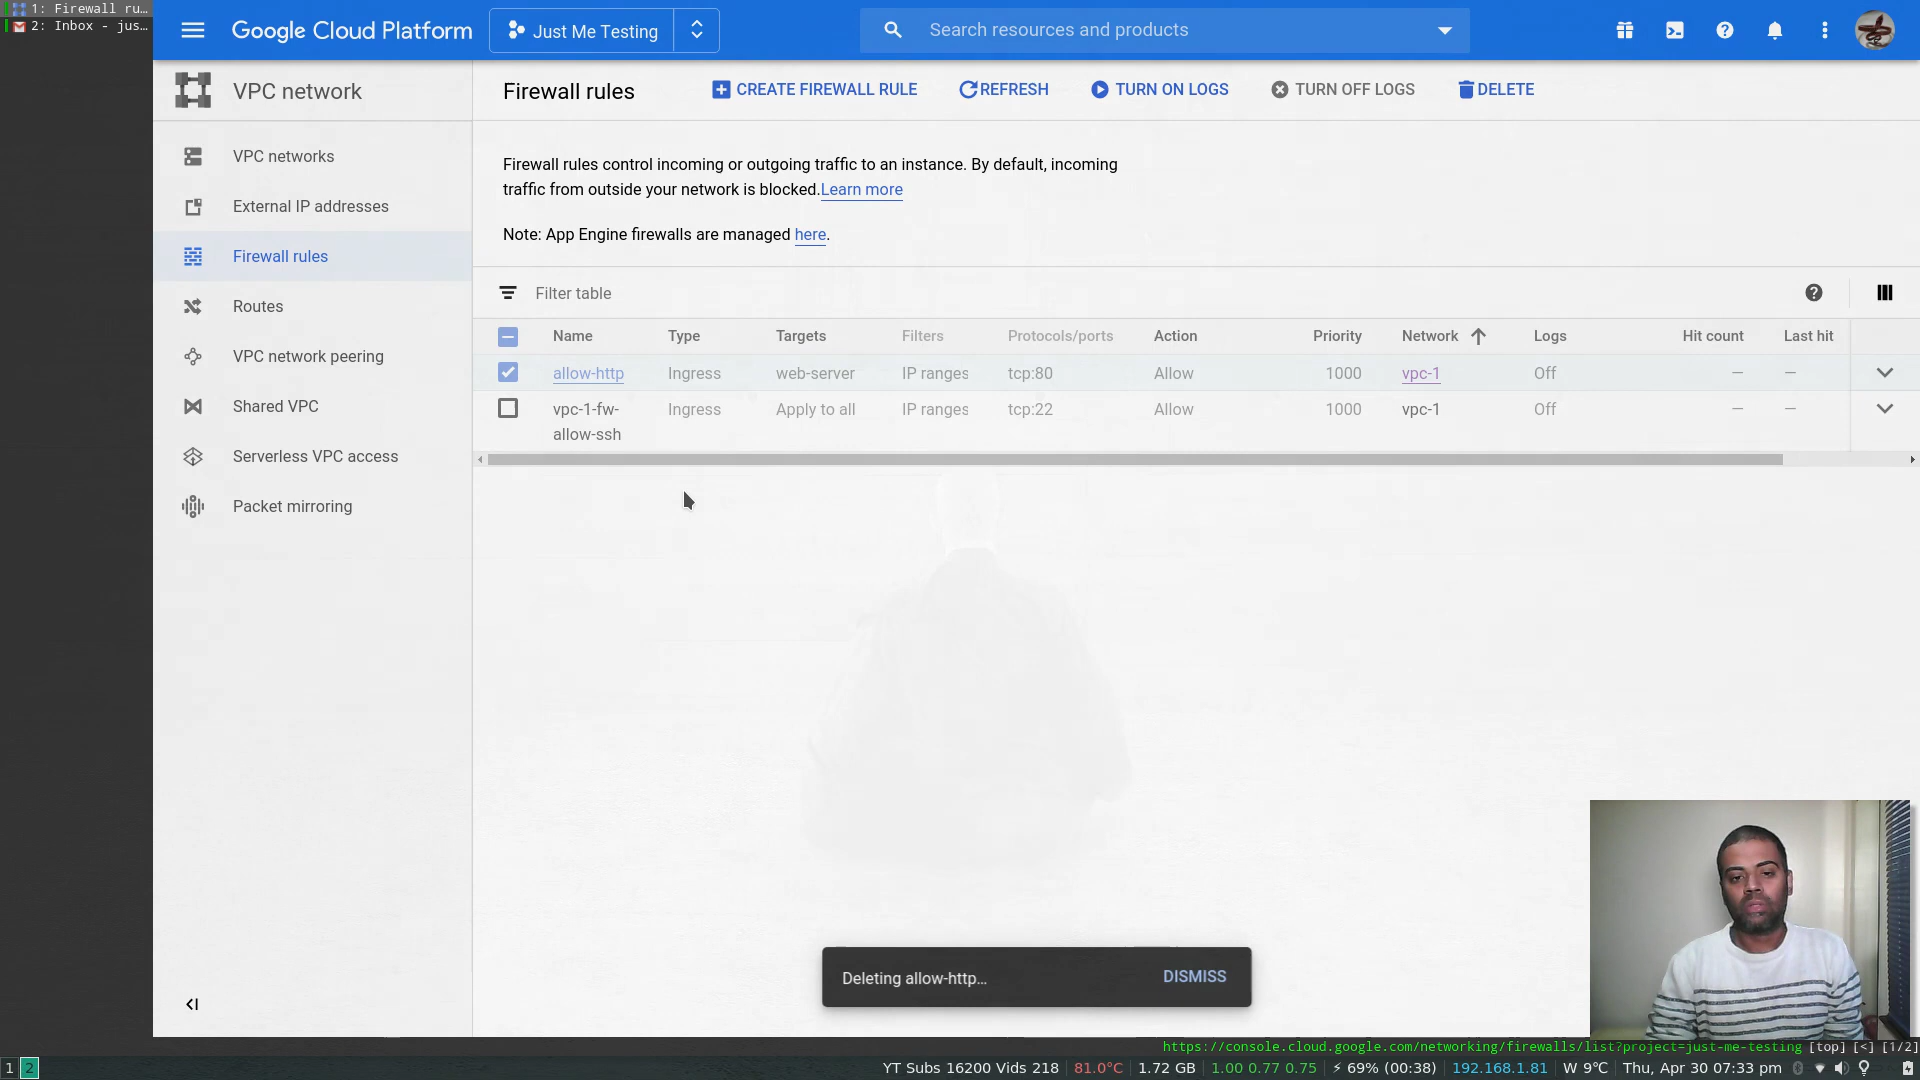 1: Firewall ru…
2: Inbox - jus…
Google Cloud Platform
Just Me Testing
Search resources and products
VPC network
Firewall rules
CREATE FIREWALL RULE
REFRESH
TURN ON LOGS
TURN OFF LOGS
DELETE
VPC networks
External IP addresses
Firewall rules
Routes
VPC network peering
Shared VPC
Serverless VPC access
Packet mirroring
Firewall rules control incoming or outgoing traffic to an instance. By default, incoming
traffic from outside your network is blocked.Learn more
Note: App Engine firewalls are managed here.
Filter table
Name Type Targets Filters Protocols/ports Action Priority Network Logs Hit count Last hit
allow-http Ingress web-server IP ranges tcp:80 Allow 1000 vpc-1 Off — —
vpc-1-fw- Ingress Apply to all IP ranges tcp:22 Allow 1000 vpc-1 Off — —
allow-ssh
Deleting allow-http...
DISMISS
https://console.cloud.google.com/networking/firewalls/list?project=just-me-testing [top] [<] [1/2]
1 2
YT Subs 16200 Vids 218 81.0°C 1.72 GB 1.00 0.77 0.75 ⚡ 69% (00:38) 192.168.1.81 W 9°C Thu, Apr 30 07:33 pm